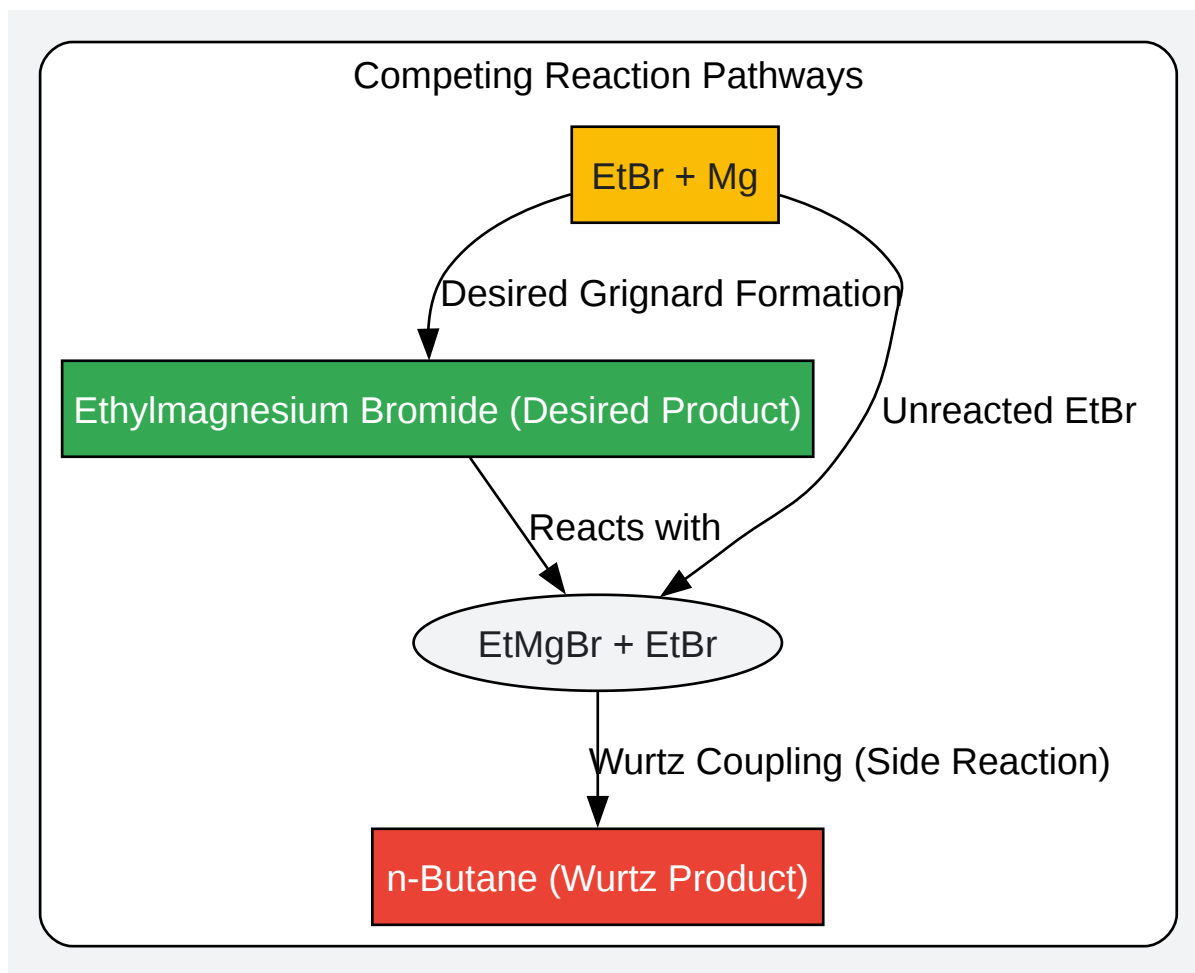 Competing Reaction Pathways
EtBr + Mg
Desired Grignard Formation
Ethylmagnesium Bromide (Desired Product)
Unreacted EtBr
Reacts with
EtMgBr + EtBr
Wurtz Coupling (Side Reaction)
n-Butane (Wurtz Product)